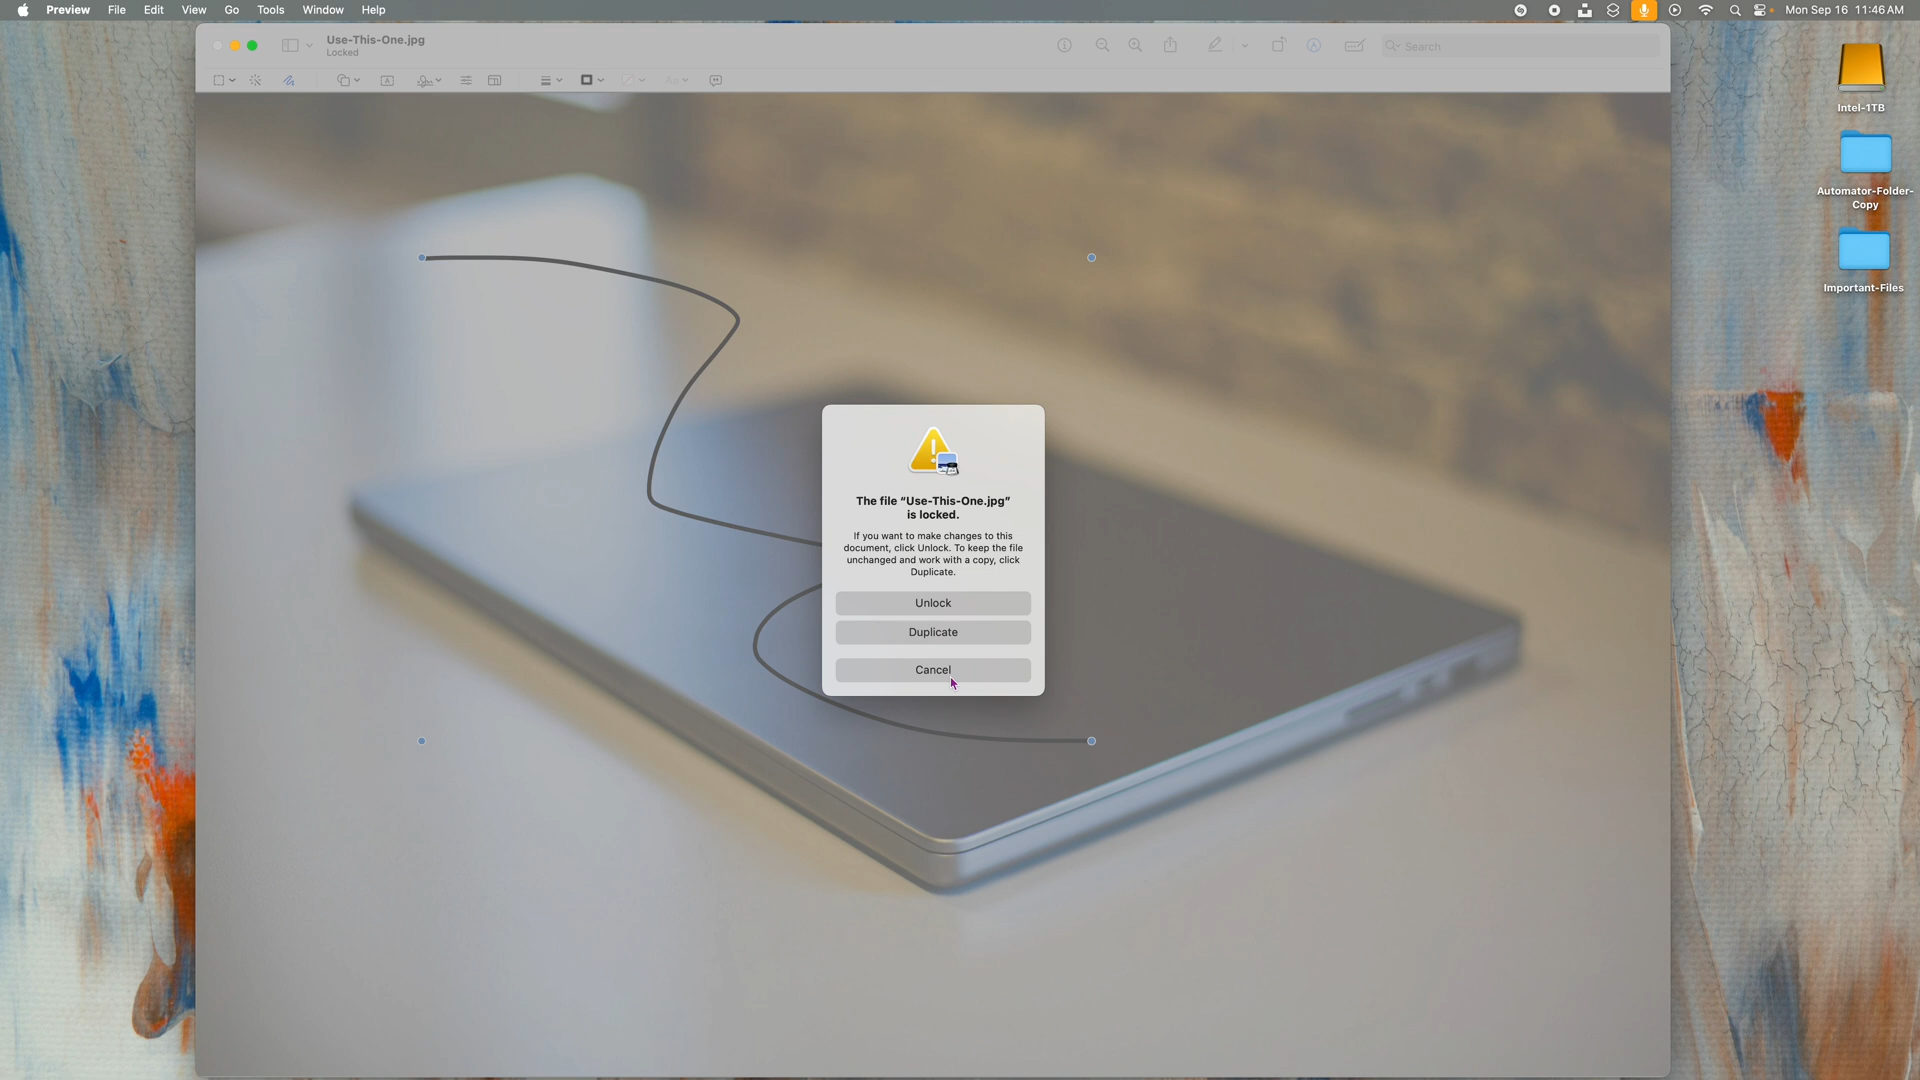 Preview File Edit View Go Tools Window Help Mon Sep 16 11:46 AM
Use-This-One.jpg
Locked
Search
A
Aa
Intel-1TB
Automator-Folder-
Copy
Important-Files
The file “Use-This-One.jpg”
is locked.
If you want to make changes to this
document, click Unlock. To keep the file
unchanged and work with a copy, click
Duplicate.
Unlock
Duplicate
Cancel